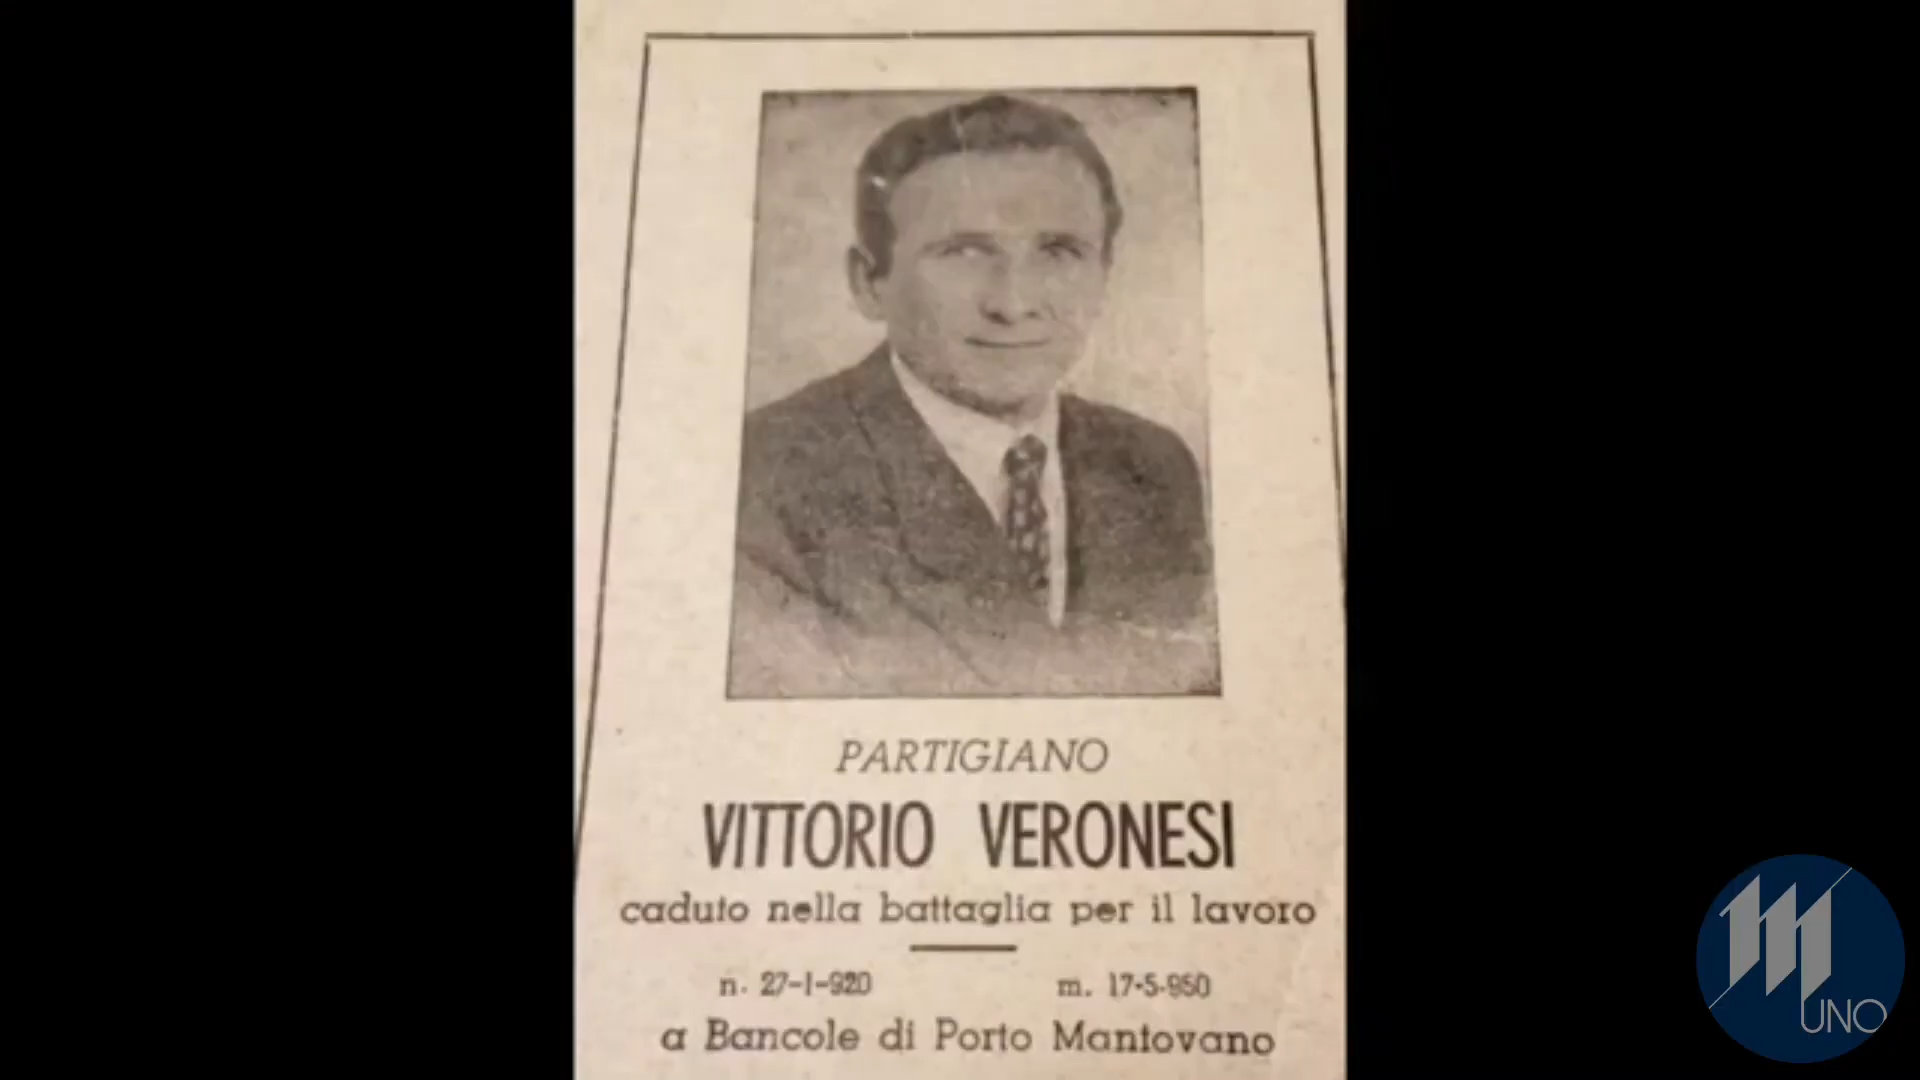 PARTIGIANO
VITTORIO VERONESI
caduto nella battaglia per il lavoro
n. 27-1-920 m. 17-5-950
a Bancole di Porto Mantovano
M UNO